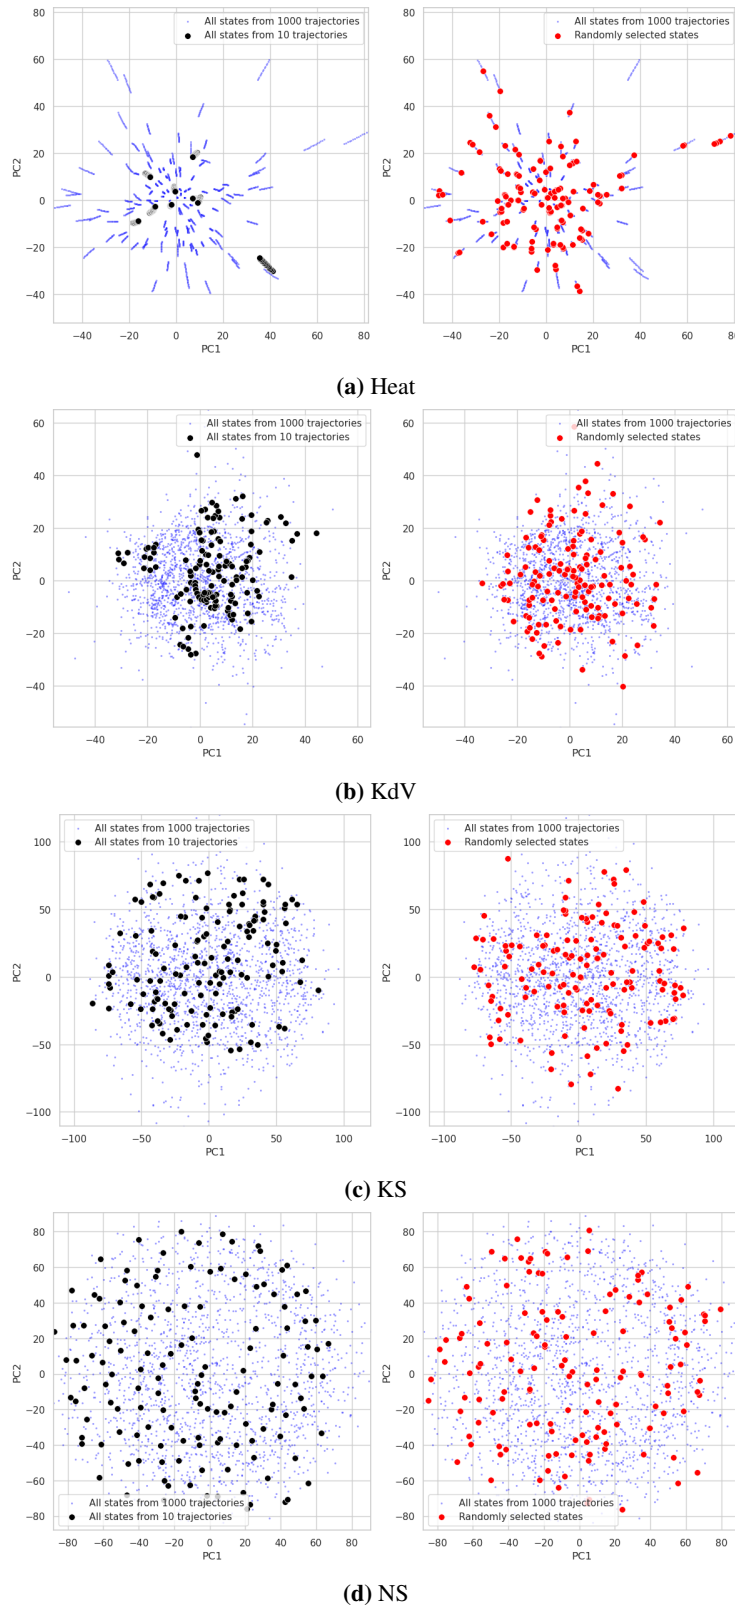 All states from 1000 trajectories
All states from 10 trajectories
80
60
40
20
0
−20
−40
PC2
−40 −20 0 20 40 60 80
PC1
All states from 1000 trajectories
Randomly selected states
80
60
40
20
0
−20
−40
PC2
−40 −20 0 20 40 60 80
PC1
(a) Heat
All states from 1000 trajectories
All states from 10 trajectories
60
40
20
0
−20
−40
PC2
−40 −20 0 20 40 60
PC1
All states from 1000 trajectories
Randomly selected states
60
40
20
0
−20
−40
PC2
−40 −20 0 20 40 60
PC1
(b) KdV
All states from 1000 trajectories
All states from 10 trajectories
100
50
0
−50
−100
PC2
−100 −50 0 50 100
PC1
All states from 1000 trajectories
Randomly selected states
100
50
0
−50
−100
PC2
−100 −50 0 50 100
PC1
(c) KS
80
60
40
20
0
−20
−40
−60
−80
PC2
All states from 1000 trajectories
All states from 10 trajectories
−80 −60 −40 −20 0 20 40 60 80
PC1
80
60
40
20
0
−20
−40
−60
−80
PC2
All states from 1000 trajectories
Randomly selected states
−80 −60 −40 −20 0 20 40 60 80
PC1
(d) NS